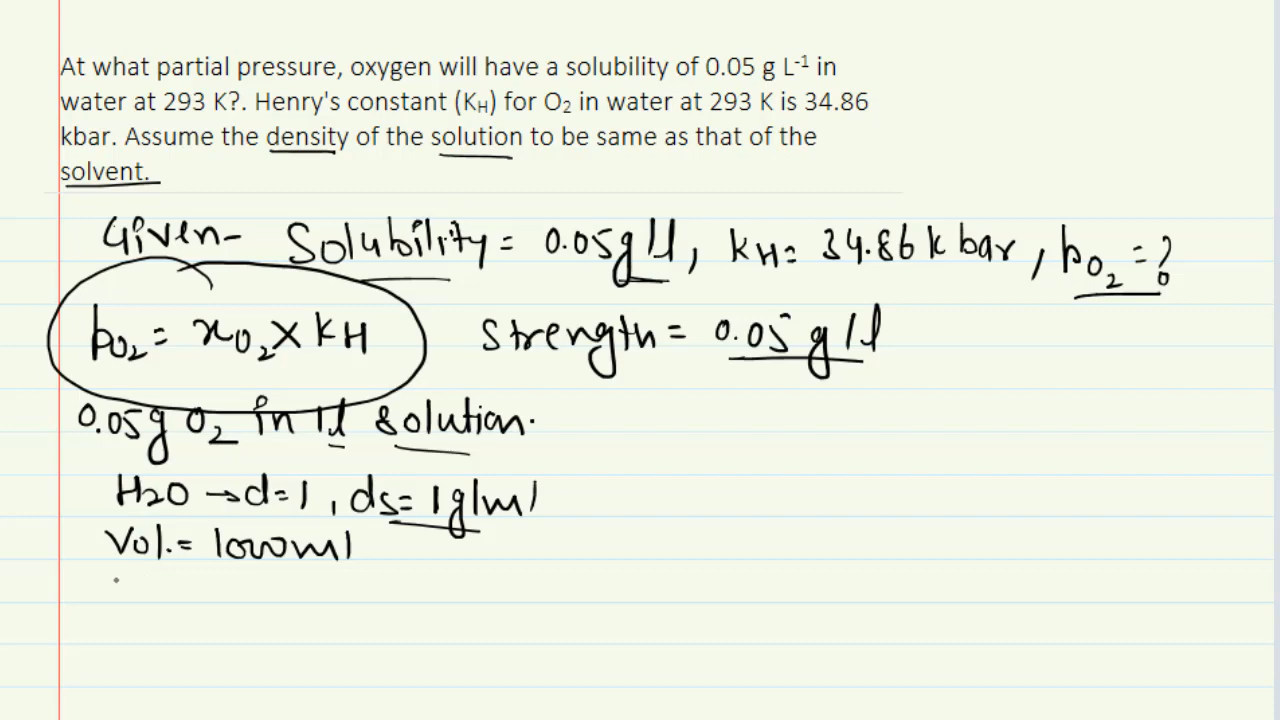 At what partial pressure, oxygen will have a solubility of 0.05 g L⁻¹ in
water at 293 K?. Henry's constant (K_H) for O₂ in water at 293 K is 34.86
kbar. Assume the density of the solution to be same as that of the
solvent.
Given- Solubility = 0.05g/l, KH= 34.86 k bar, pO₂ = ?
pO₂ = xO₂ × KH Strength = 0.05 g/l
0.05g O₂ in 1l solution.
H2O → d=1, ds= 1g/ml
Vol.= 1000ml